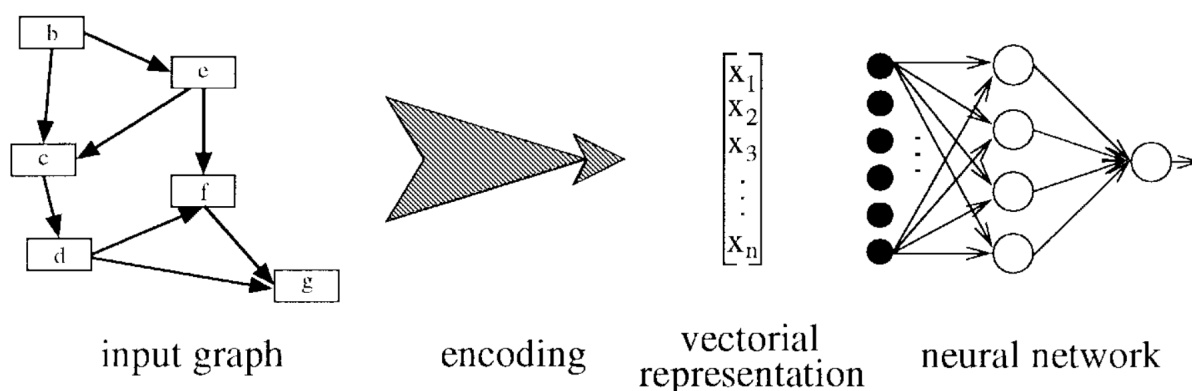 b
e
c
f
d
g
x1
x2
x3
.
.
.
xn
. . .
input graph
encoding
vectorial
representation
neural network